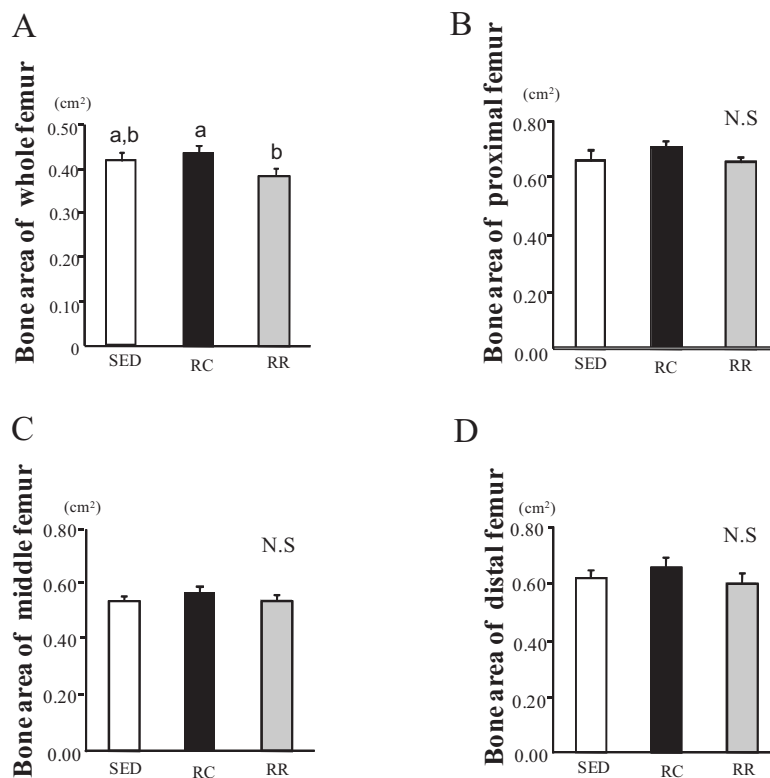 A
Bone area of whole femur
(cm²)
0.50
0.40
0.30
0.20
0.10
0
a,b
a
b
SED
RC
RR
B
Bone area of proximal femur
(cm²)
0.80
0.60
0.40
0.20
0.00
N.S
SED
RC
RR
C
Bone area of middle femur
(cm²)
0.80
0.60
0.40
0.20
0.00
N.S
SED
RC
RR
D
Bone area of distal femur
(cm²)
0.80
0.60
0.40
0.20
0.00
N.S
SED
RC
RR